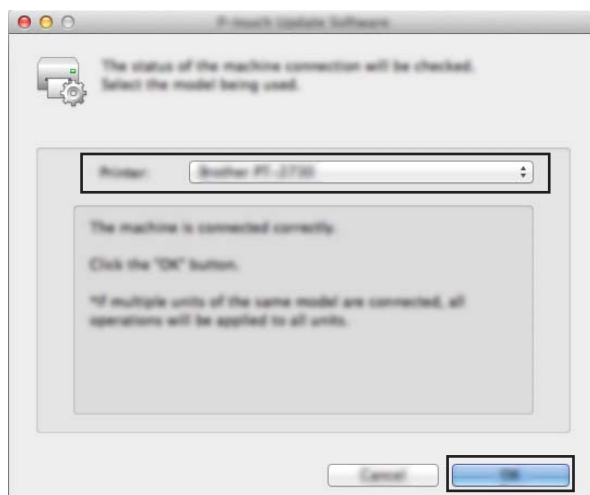 P-touch Update Software
The status of the machine connection will be checked.
Select the model being used.
Printer: Brother PT-2730
The machine is connected correctly.
Click the "OK" button.
*If multiple units of the same model are connected, all
operations will be applied to all units.
Cancel OK